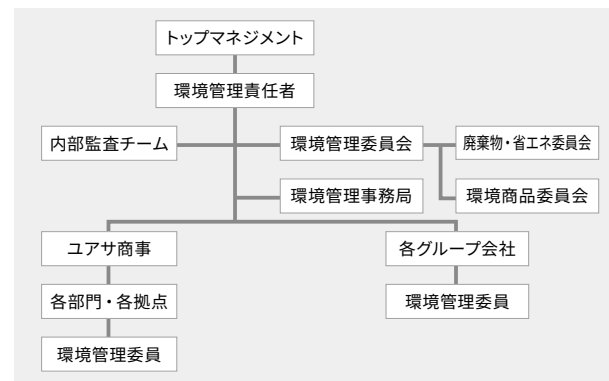 トップマネジメント
環境管理責任者
内部監査チーム
環境管理委員会
廃棄物・省エネ委員会
環境管理事務局
環境商品委員会
ユアサ商事
各グループ会社
各部門・各拠点
環境管理委員
環境管理委員